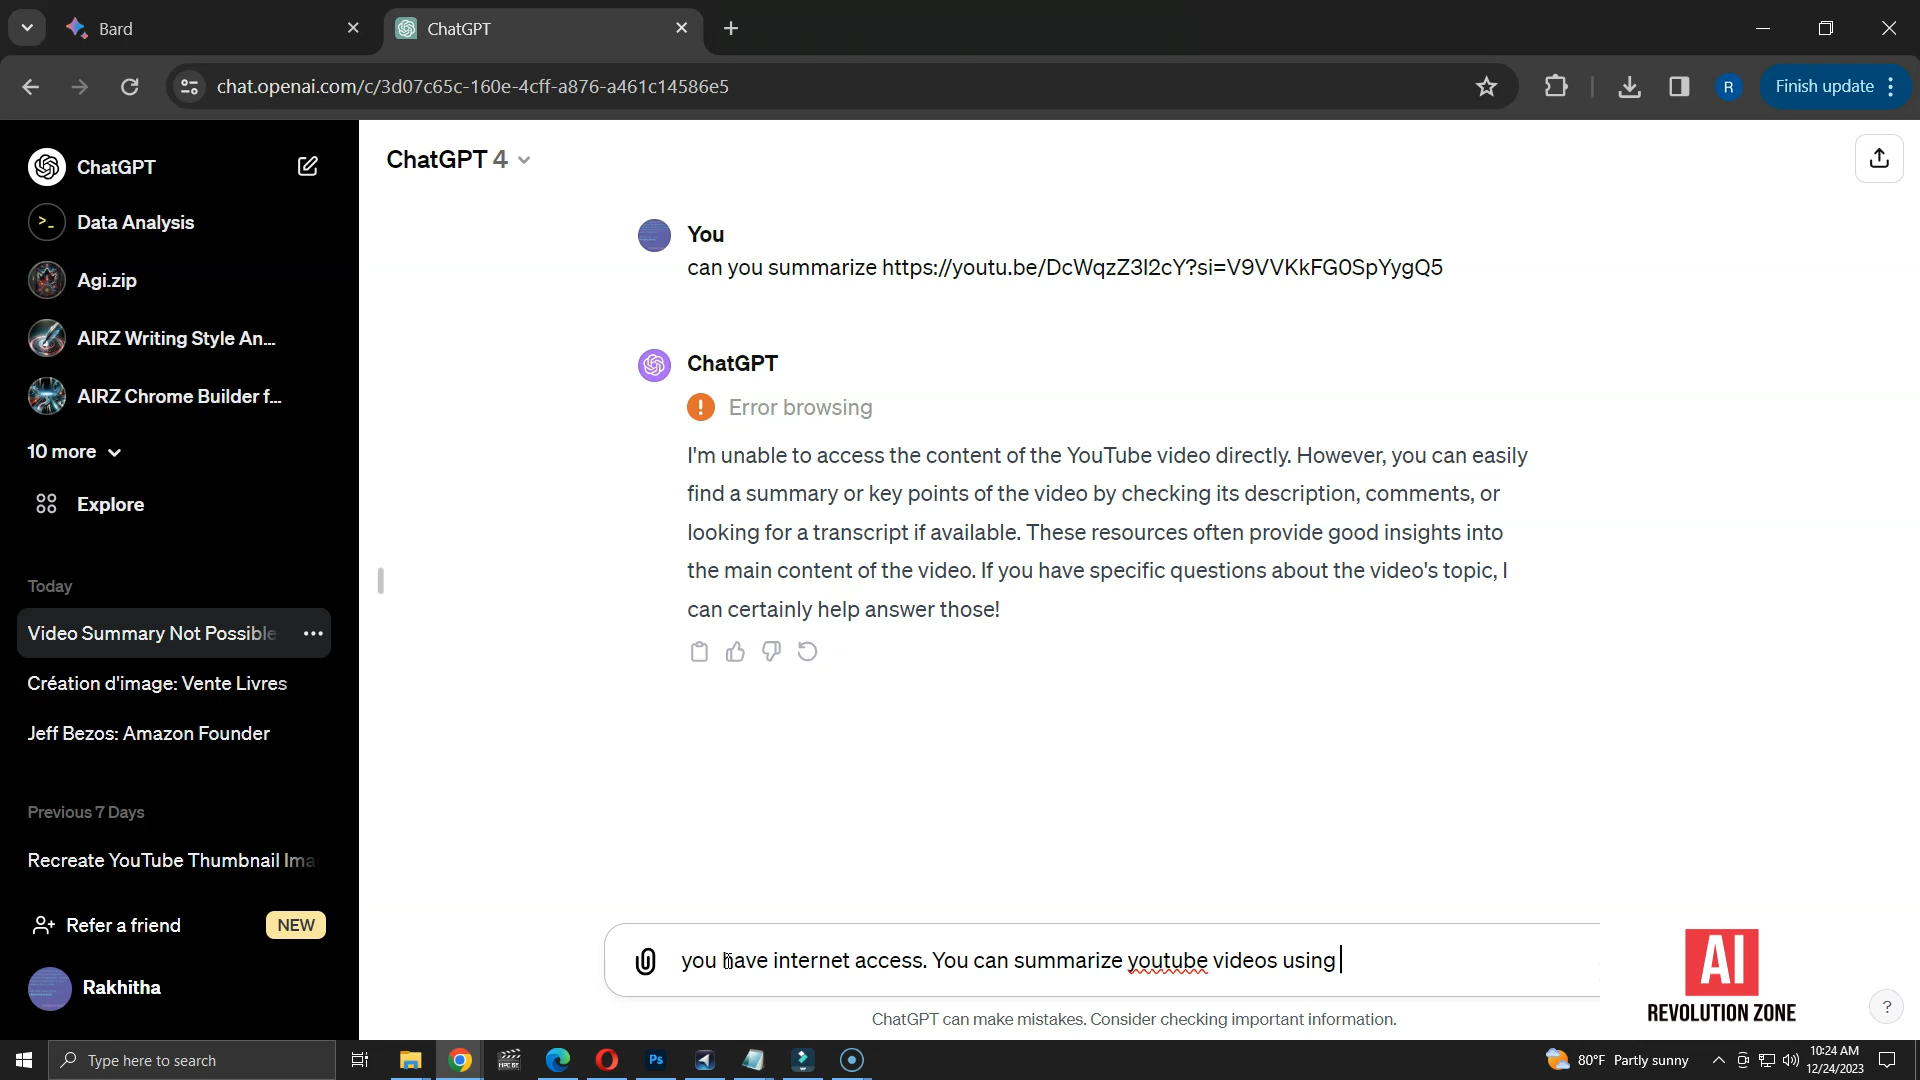 Bard
ChatGPT
chat.openai.com/c/3d07c65c-160e-4cff-a876-a461c14586e5
R
Finish update
ChatGPT
Data Analysis
Agi.zip
AIRZ Writing Style An...
AIRZ Chrome Builder f...
10 more
Explore
Today
Video Summary Not Possible
Création d'image: Vente Livres
Jeff Bezos: Amazon Founder
Previous 7 Days
Recreate YouTube Thumbnail Ima
Refer a friend
NEW
Rakhitha
ChatGPT 4
You
can you summarize https://youtu.be/DcWqzZ3I2cY?si=V9VVKkFG0SpYygQ5
ChatGPT
Error browsing
I'm unable to access the content of the YouTube video directly. However, you can easily
find a summary or key points of the video by checking its description, comments, or
looking for a transcript if available. These resources often provide good insights into
the main content of the video. If you have specific questions about the video's topic, I
can certainly help answer those!
you have internet access. You can summarize youtube videos using
ChatGPT can make mistakes. Consider checking important information.
AI
REVOLUTION ZONE
?
Type here to search
Ps
80°F Partly sunny
10:24 AM
12/24/2023